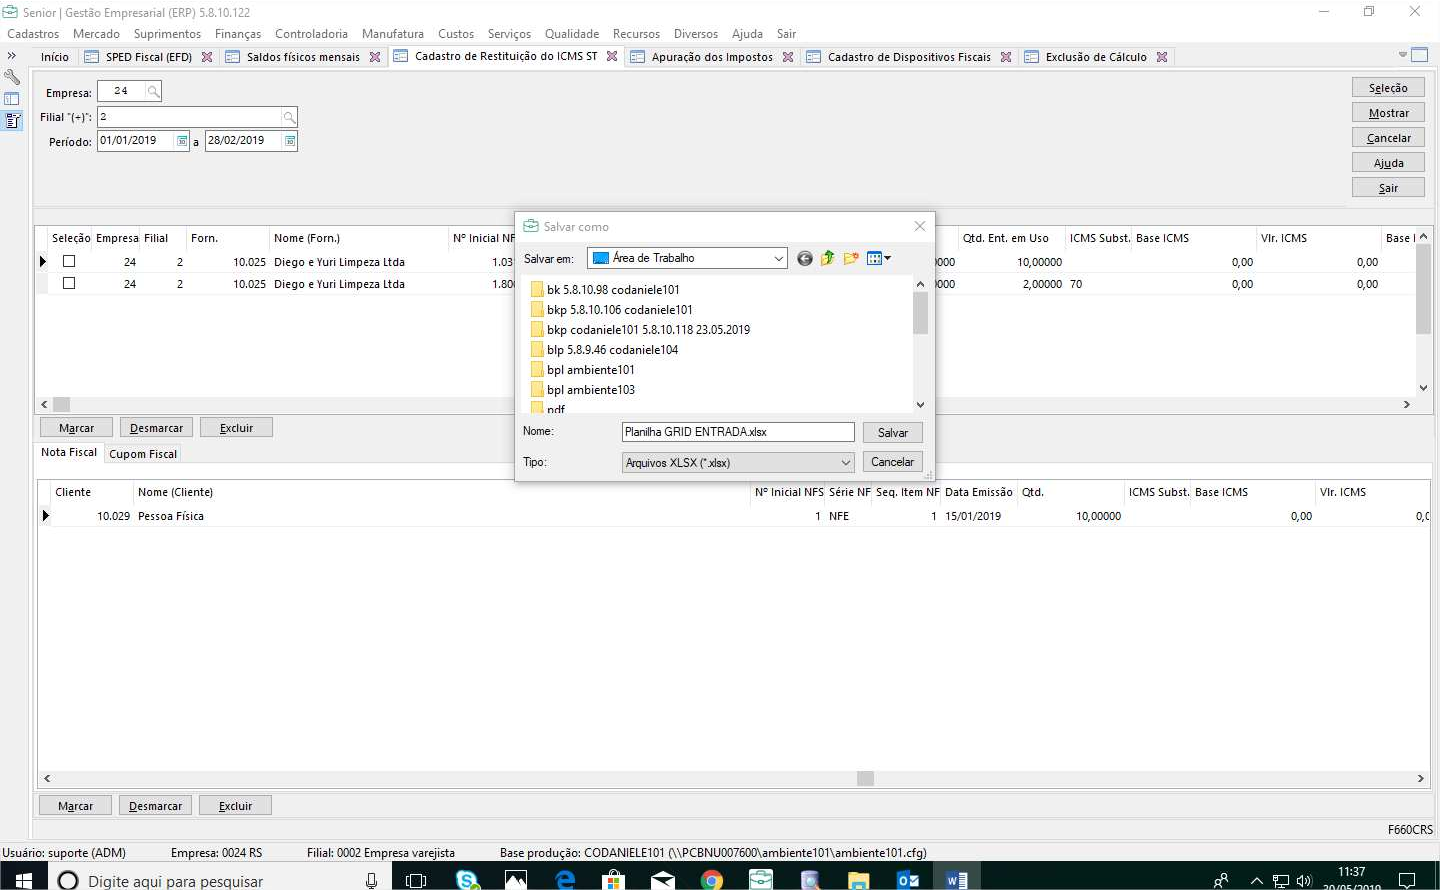 Senior | Gestão Empresarial (ERP) 5.8.10.122
Cadastros Mercado Suprimentos Finanças Controladoria Manufatura Custos Serviços Qualidade Recursos Diversos Ajuda Sair
Início SPED Fiscal (EFD) Saldos físicos mensais Cadastro de Restituição do ICMS ST Apuração dos Impostos Cadastro de Dispositivos Fiscais Exclusão de Cálculo
Empresa: 24
Filial "(+)": 2
Período: 01/01/2019 a 28/02/2019
Seleção
Mostrar
Cancelar
Ajuda
Sair
Seleção Empresa Filial Forn. Nome (Forn.) Nº Inicial NF Qtd. Ent. em Uso ICMS Subst. Base ICMS Vlr. ICMS Base I
24 2 10.025 Diego e Yuri Limpeza Ltda 1.03 0000 10,00000 0,00 0,00
24 2 10.025 Diego e Yuri Limpeza Ltda 1.80 0000 2,00000 70 0,00 0,00
Salvar como
Salvar em: Área de Trabalho
bk 5.8.10.98 codaniele101
bkp 5.8.10.106 codaniele101
bkp codaniele101 5.8.10.118 23.05.2019
blp 5.8.9.46 codaniele104
bpl ambiente101
bpl ambiente103
pdf
Nome: Planilha GRID ENTRADA.xlsx Salvar
Tipo: Arquivos XLSX (*.xlsx) Cancelar
Marcar Desmarcar Excluir
Nota Fiscal Cupom Fiscal
Cliente Nome (Cliente) Nº Inicial NFS Série NF Seq. Item NF Data Emissão Qtd. ICMS Subst. Base ICMS Vlr. ICMS
10.029 Pessoa Física 1 NFE 1 15/01/2019 10,00000 0,00 0,0
Marcar Desmarcar Excluir
F660CRS
Usuário: suporte (ADM) Empresa: 0024 RS Filial: 0002 Empresa varejista Base produção: CODANIELE101 (\\PCBNU007600\ambiente101\ambiente101.cfg)
Digite aqui para pesquisar
11:37
30/05/2019